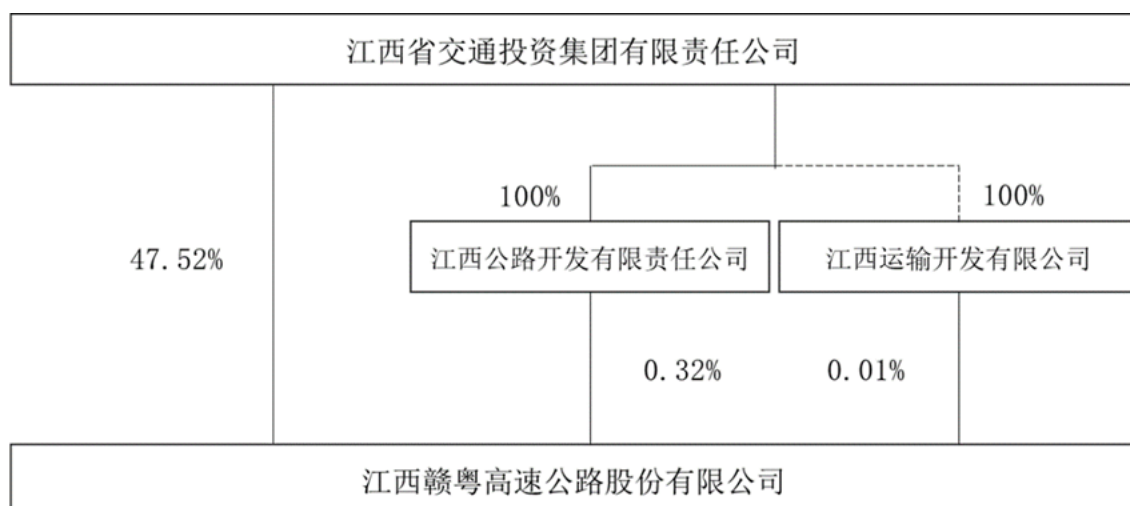 江西省交通投资集团有限责任公司
100%
100%
47.52%
江西公路开发有限责任公司
江西运输开发有限公司
0.32%
0.01%
江西赣粤高速公路股份有限公司